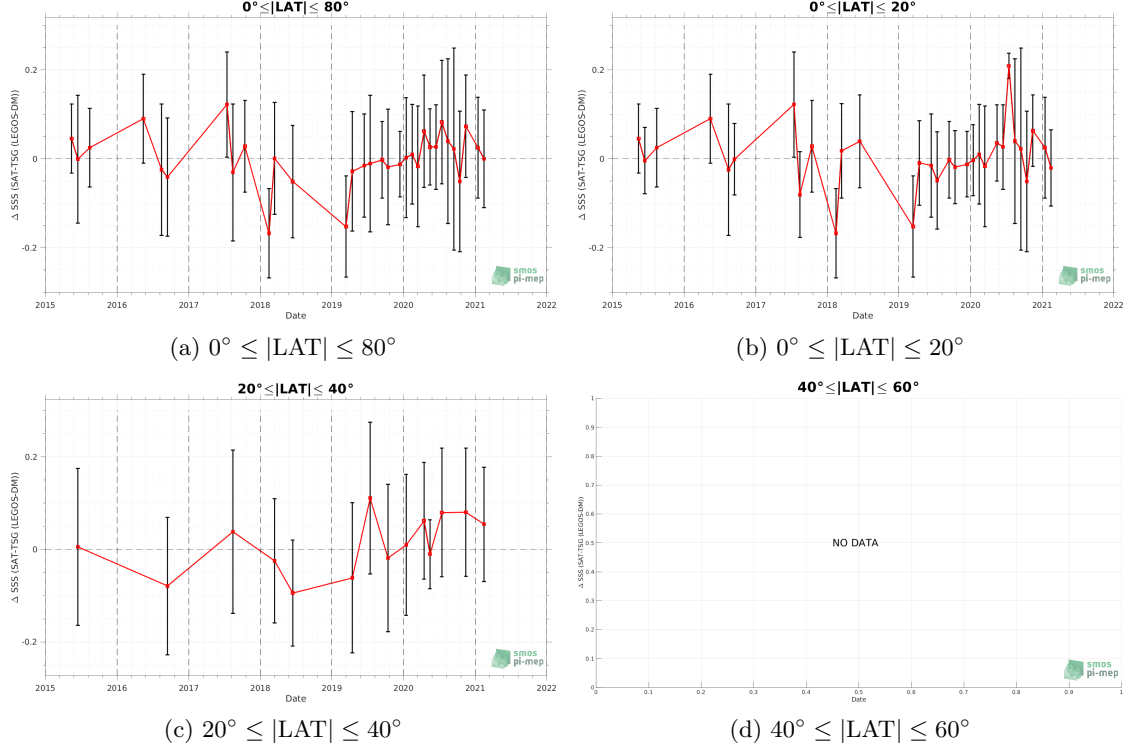 0°≤|LAT|≤ 80°
Δ SSS (SAT-TSG (LEGOS-DM))
0.2
0
-0.2
2015 2016 2017 2018 2019 2020 2021 2022
Date
smos
pi-mep
(a) 0° ≤ |LAT| ≤ 80°
0°≤|LAT|≤ 20°
Δ SSS (SAT-TSG (LEGOS-DM))
0.2
0
-0.2
2015 2016 2017 2018 2019 2020 2021 2022
Date
smos
pi-mep
(b) 0° ≤ |LAT| ≤ 20°
20°≤|LAT|≤ 40°
Δ SSS (SAT-TSG (LEGOS-DM))
0.2
0
-0.2
2015 2016 2017 2018 2019 2020 2021 2022
Date
smos
pi-mep
(c) 20° ≤ |LAT| ≤ 40°
40°≤|LAT|≤ 60°
Δ SSS (SAT-TSG (LEGOS-DM))
1
0.9
0.8
0.7
0.6
0.5
0.4
0.3
0.2
0.1
0
NO DATA
0 0.1 0.2 0.3 0.4 0.5 0.6 0.7 0.8 0.9 1
Date
smos
pi-mep
(d) 40° ≤ |LAT| ≤ 60°